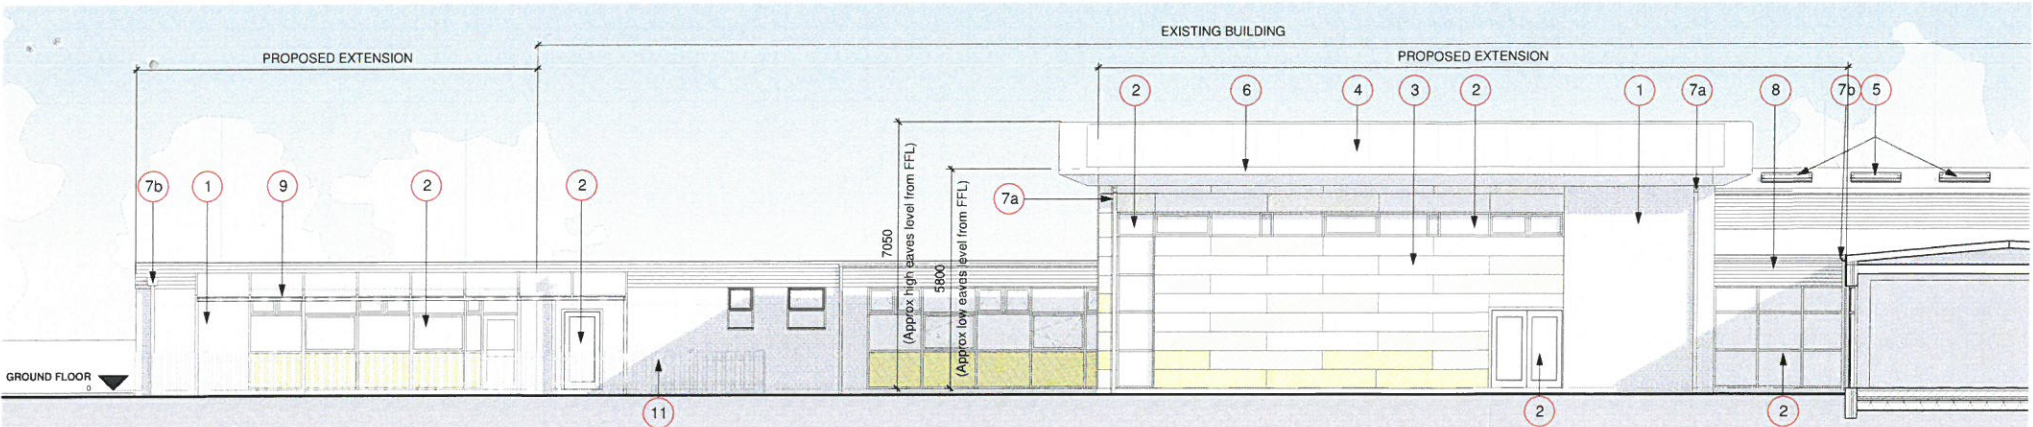 EXISTING BUILDING
PROPOSED EXTENSION
PROPOSED EXTENSION
2
6
4
3
2
1
7a
8
7b
5
7b
1
9
2
2
7a
7050
(Approx high eaves level from FFL)
5800
(Approx low eaves level from FFL)
GROUND FLOOR
0
11
2
2